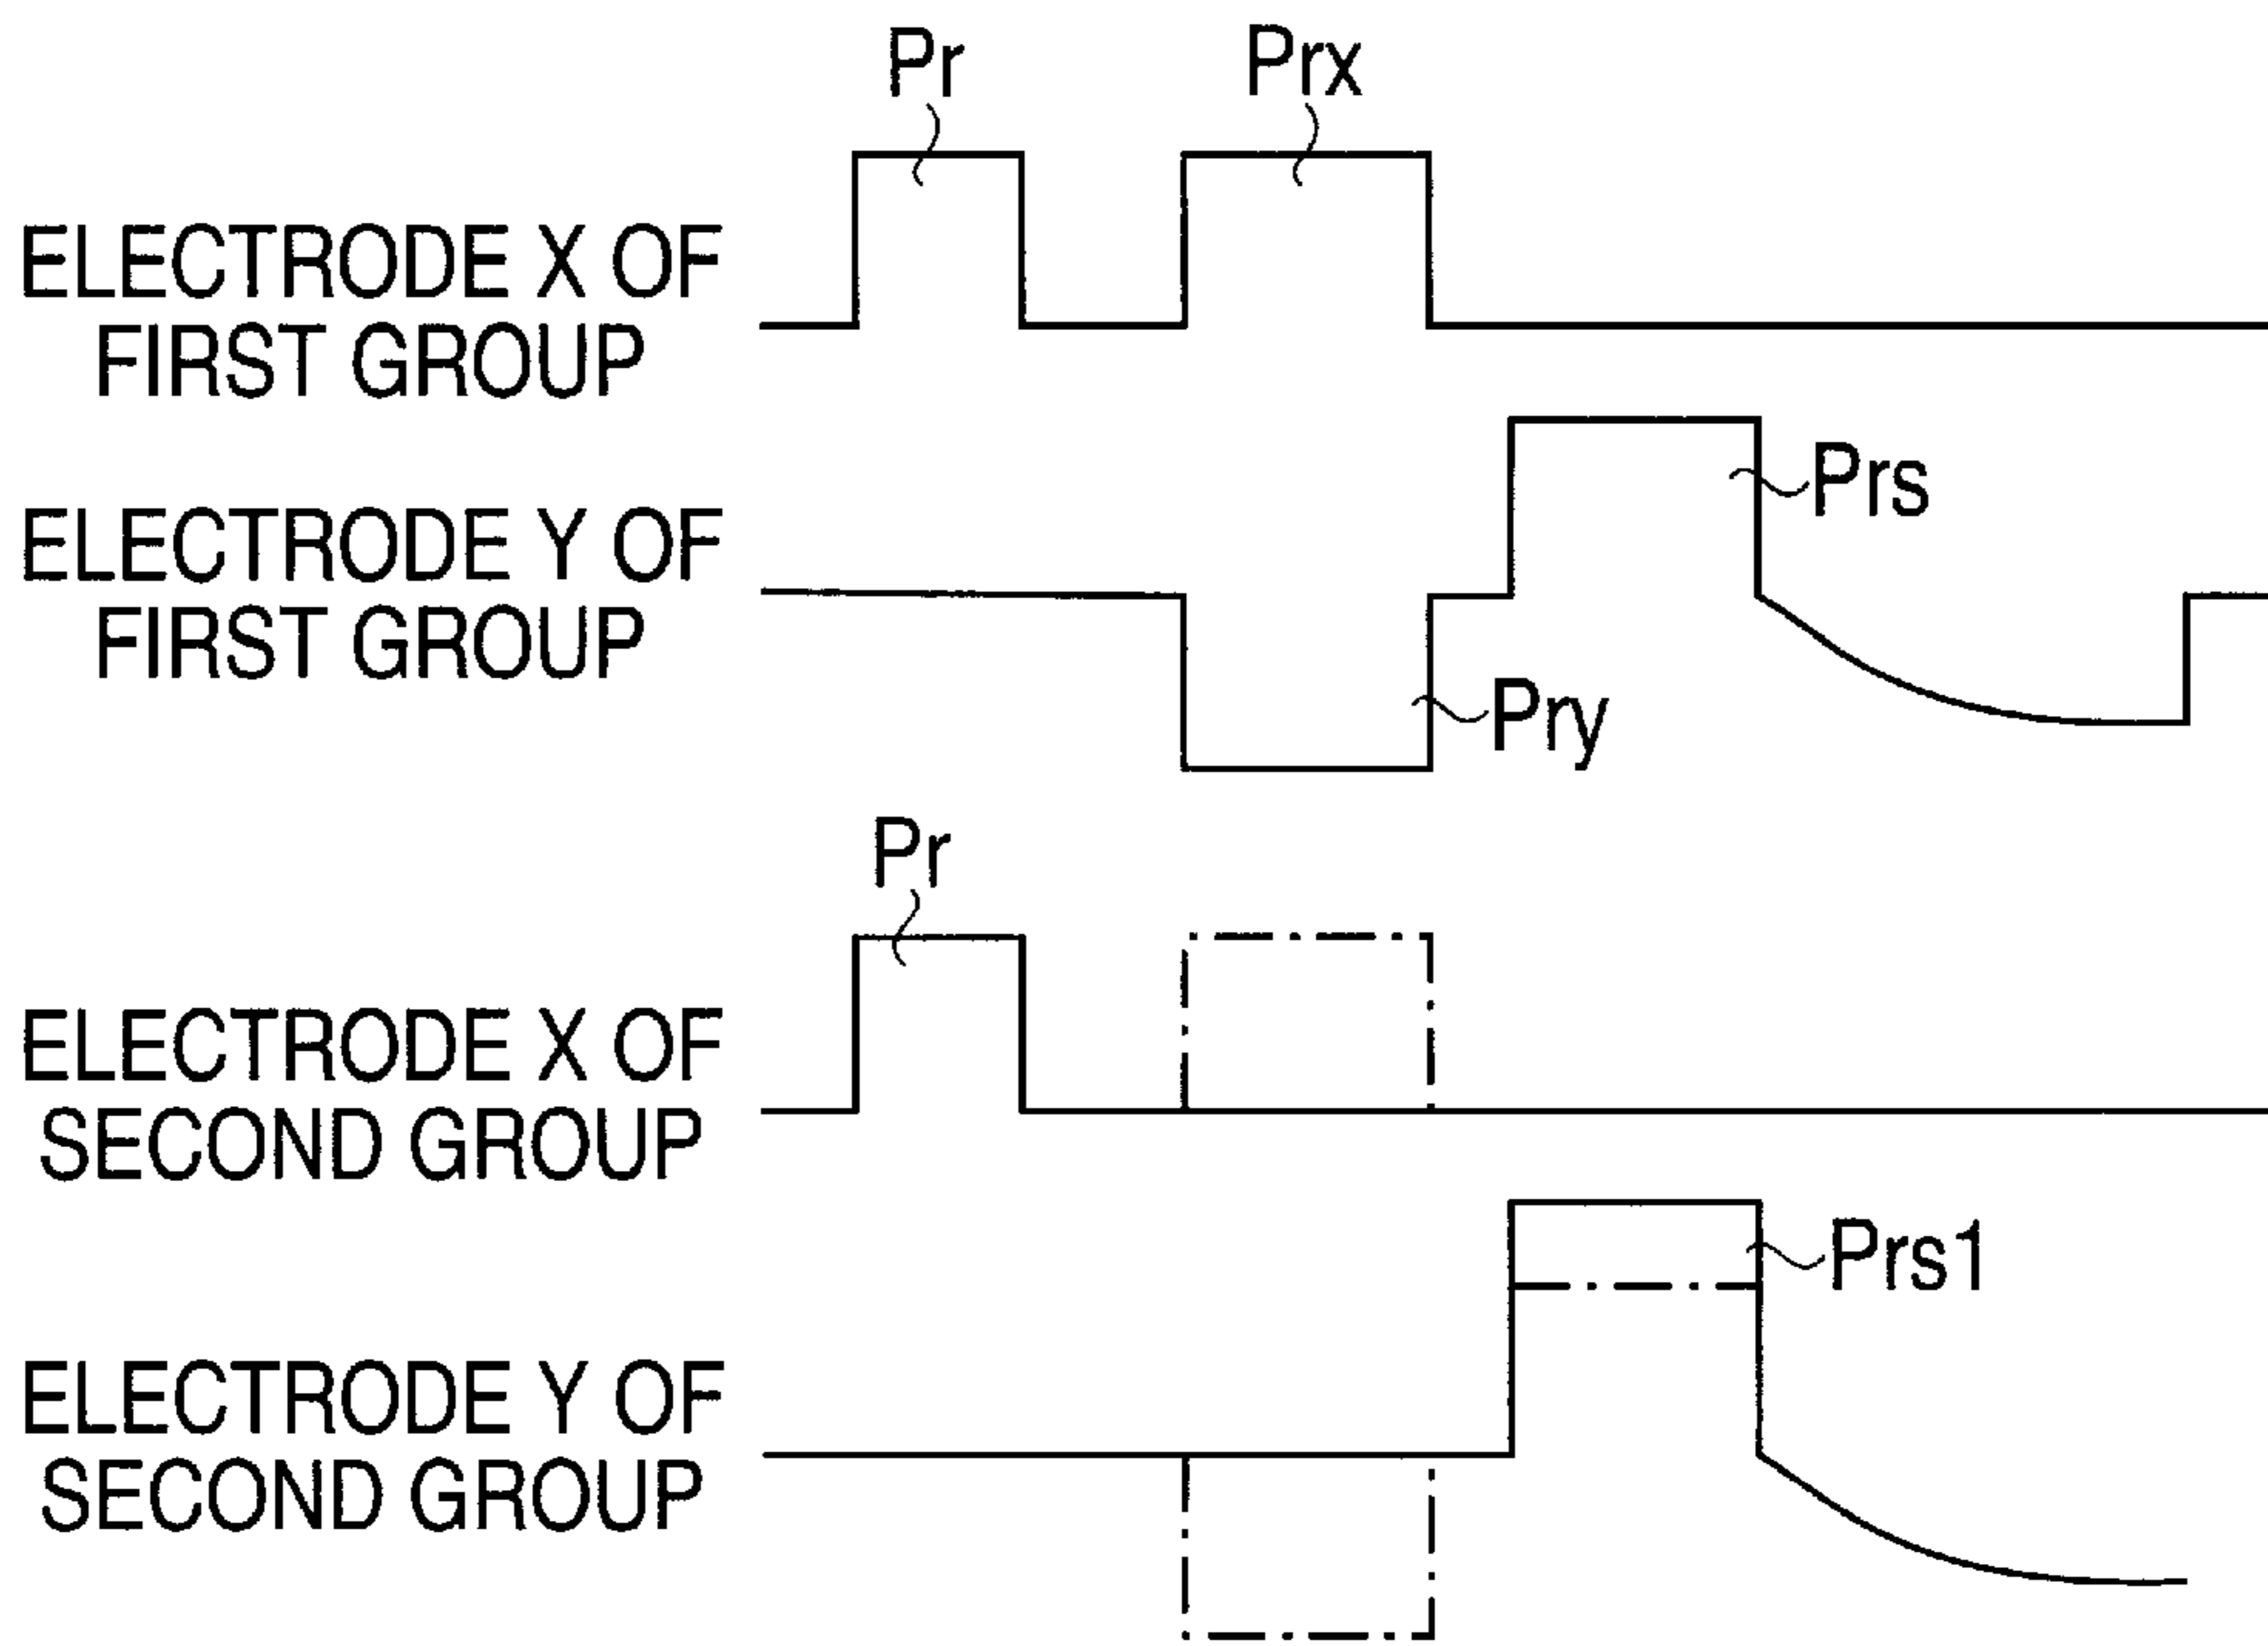 Pr
Prx
ELECTRODE X OF
FIRST GROUP
Prs
ELECTRODE Y OF
FIRST GROUP
Pry
Pr
ELECTRODE X OF
SECOND GROUP
Prs1
ELECTRODE Y OF
SECOND GROUP